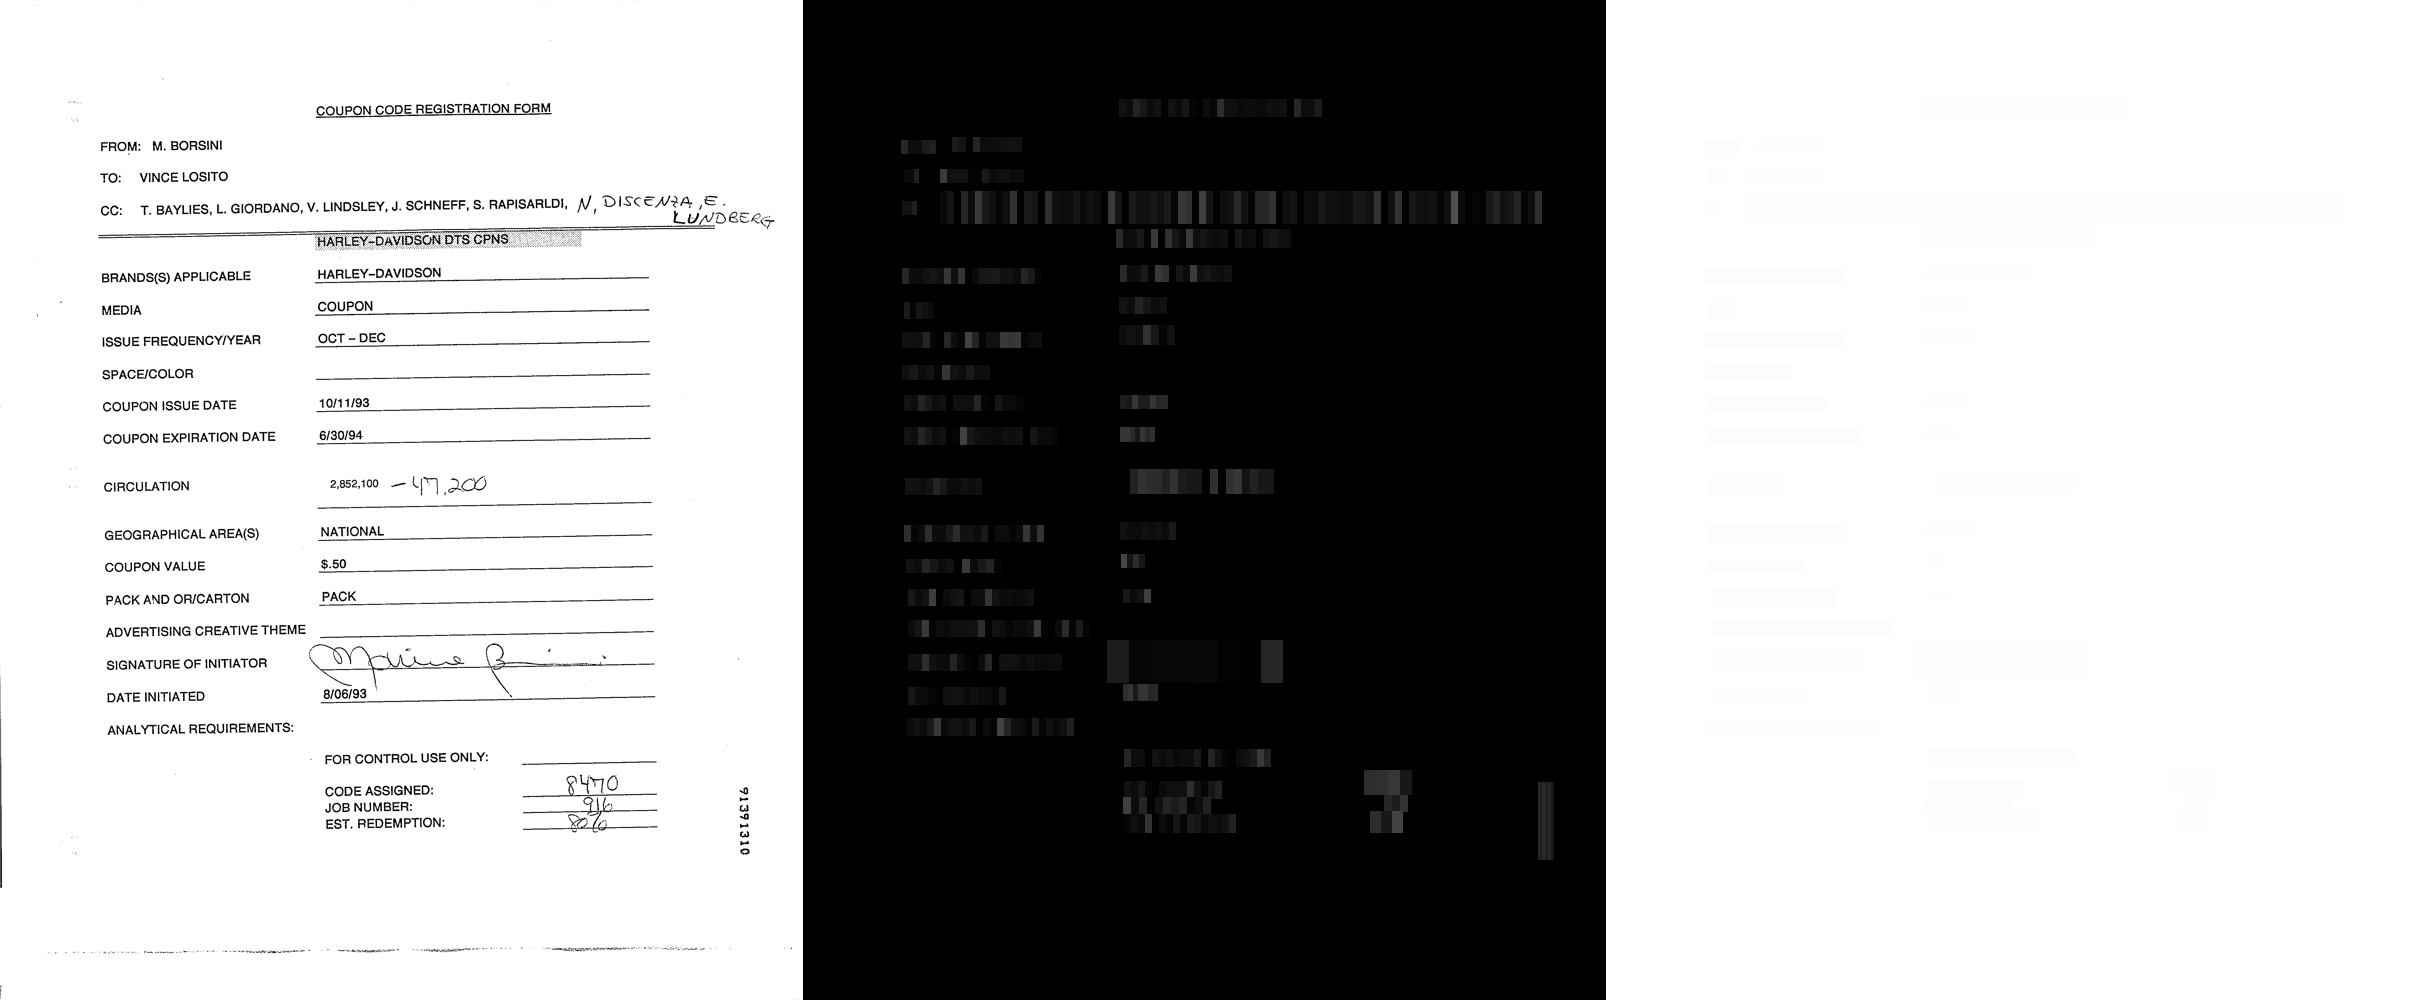 COUPON CODE REGISTRATION FORM
FROM: M. BORSINI
TO: VINCE LOSITO
CC: T. BAYLIES, L. GIORDANO, V. LINDSLEY, J. SCHNEFF, S. RAPISARLDI, N, DISCENZA, E.
LUNDBERG
HARLEY-DAVIDSON DTS CPNS
BRANDS(S) APPLICABLE HARLEY-DAVIDSON
MEDIA COUPON
ISSUE FREQUENCY/YEAR OCT - DEC
SPACE/COLOR
COUPON ISSUE DATE 10/11/93
COUPON EXPIRATION DATE 6/30/94
CIRCULATION 2,852,100 - 47,200
GEOGRAPHICAL AREA(S) NATIONAL
COUPON VALUE $.50
PACK AND OR/CARTON PACK
ADVERTISING CREATIVE THEME
SIGNATURE OF INITIATOR
DATE INITIATED 8/06/93
ANALYTICAL REQUIREMENTS:
FOR CONTROL USE ONLY:
CODE ASSIGNED: 8470
JOB NUMBER: 916
EST. REDEMPTION: 80%
91391310